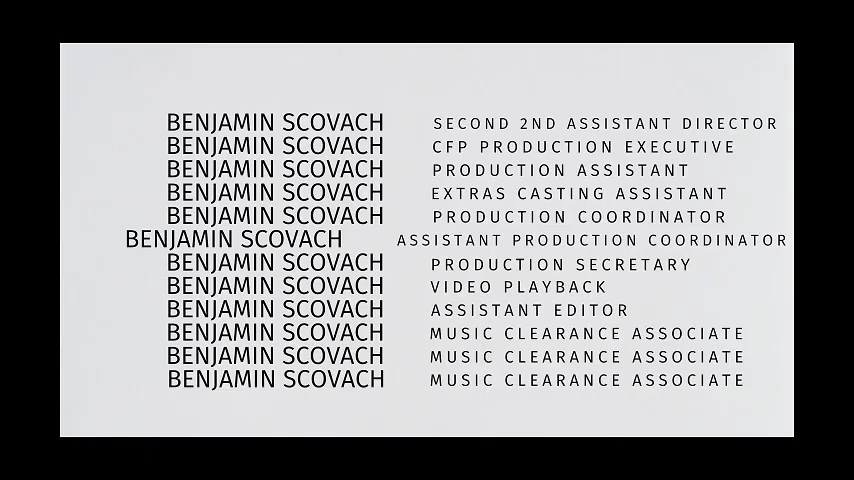 BENJAMIN SCOVACH SECOND 2ND ASSISTANT DIRECTOR
BENJAMIN SCOVACH CFP PRODUCTION EXECUTIVE
BENJAMIN SCOVACH PRODUCTION ASSISTANT
BENJAMIN SCOVACH EXTRAS CASTING ASSISTANT
BENJAMIN SCOVACH PRODUCTION COORDINATOR
BENJAMIN SCOVACH ASSISTANT PRODUCTION COORDINATOR
BENJAMIN SCOVACH PRODUCTION SECRETARY
BENJAMIN SCOVACH VIDEO PLAYBACK
BENJAMIN SCOVACH ASSISTANT EDITOR
BENJAMIN SCOVACH MUSIC CLEARANCE ASSOCIATE
BENJAMIN SCOVACH MUSIC CLEARANCE ASSOCIATE
BENJAMIN SCOVACH MUSIC CLEARANCE ASSOCIATE